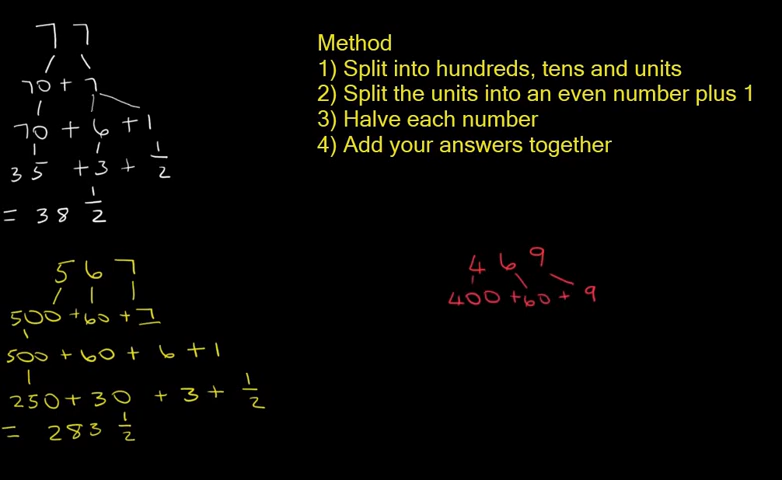 77
70 + 7
70 + 6 + 1
35 + 3 + 1/2
= 38 1/2
567
500 + 60 + 7
500 + 60 + 6 + 1
250 + 30 + 3 + 1/2
= 283 1/2
Method
1) Split into hundreds, tens and units
2) Split the units into an even number plus 1
3) Halve each number
4) Add your answers together
469
400 + 60 + 9